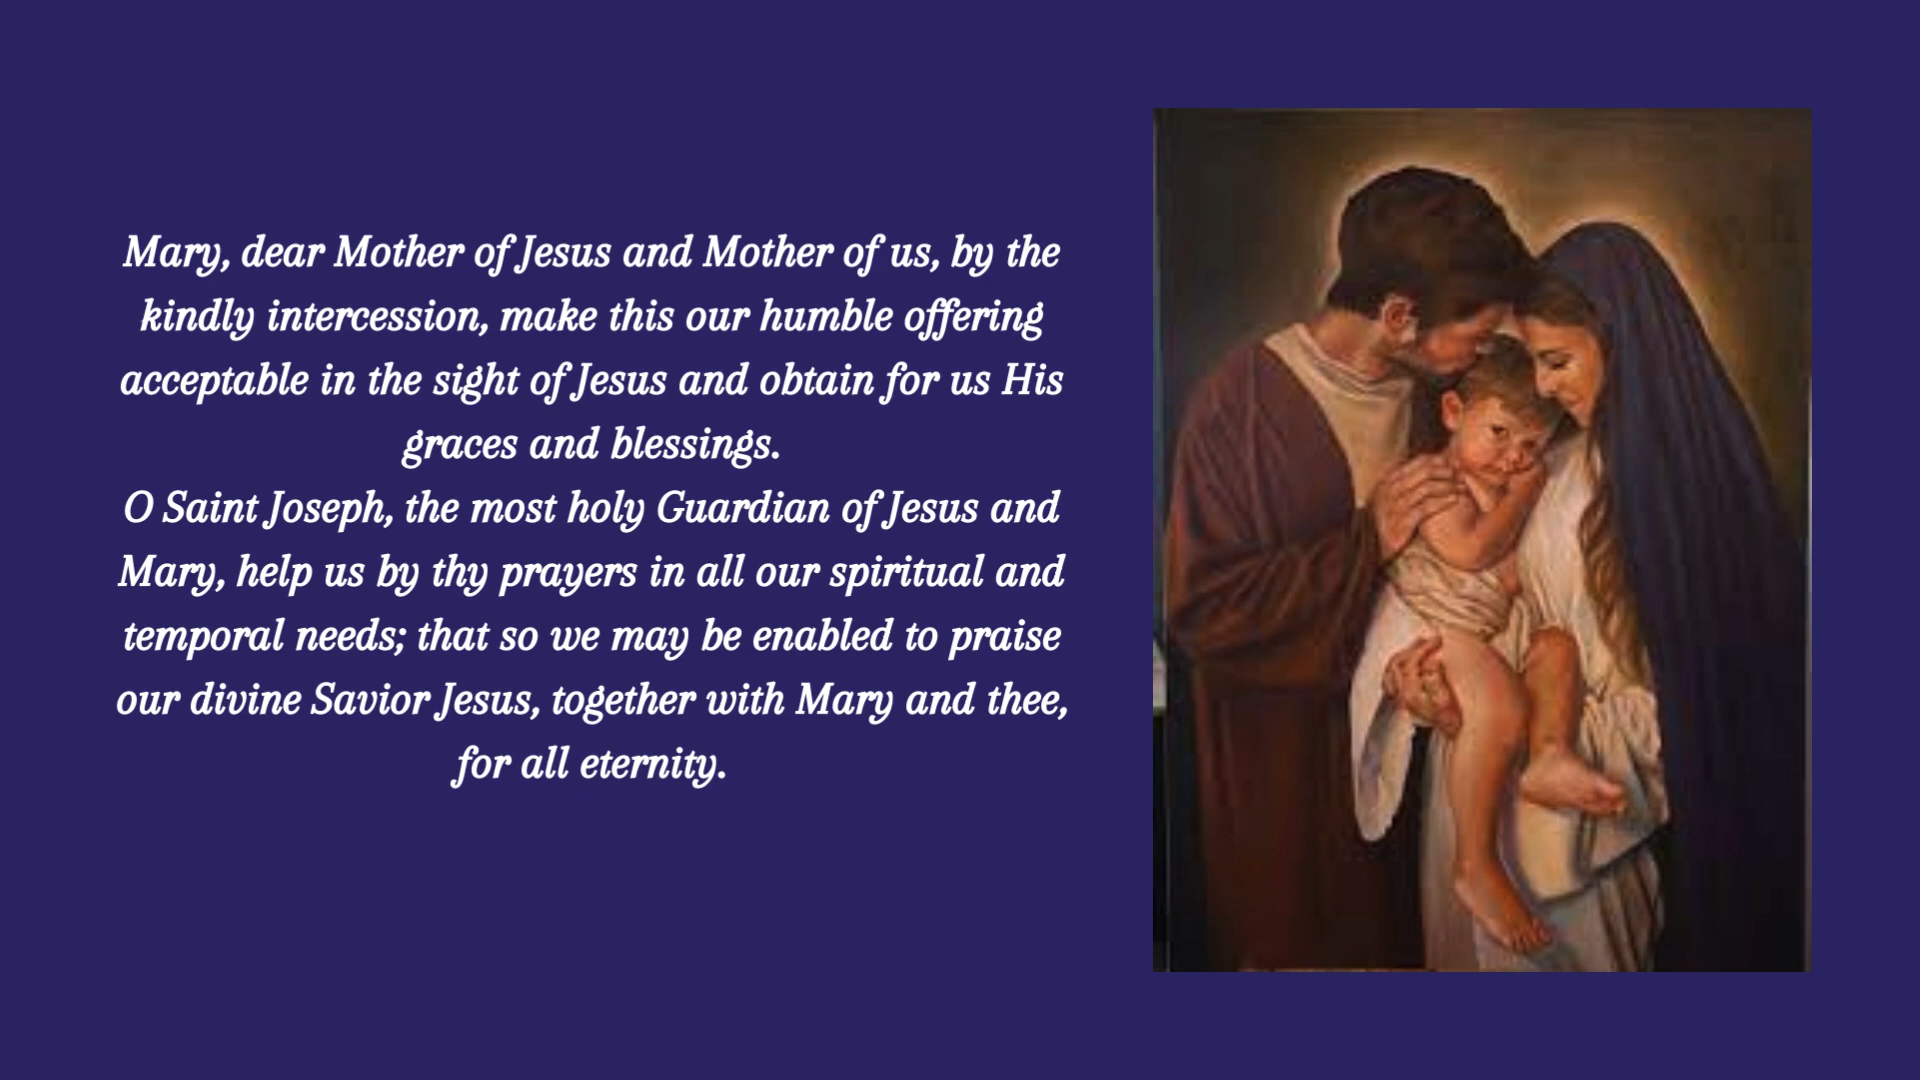 Mary, dear Mother of Jesus and Mother of us, by the
kindly intercession, make this our humble offering
acceptable in the sight of Jesus and obtain for us His
graces and blessings.
O Saint Joseph, the most holy Guardian of Jesus and
Mary, help us by thy prayers in all our spiritual and
temporal needs; that so we may be enabled to praise
our divine Savior Jesus, together with Mary and thee,
for all eternity.